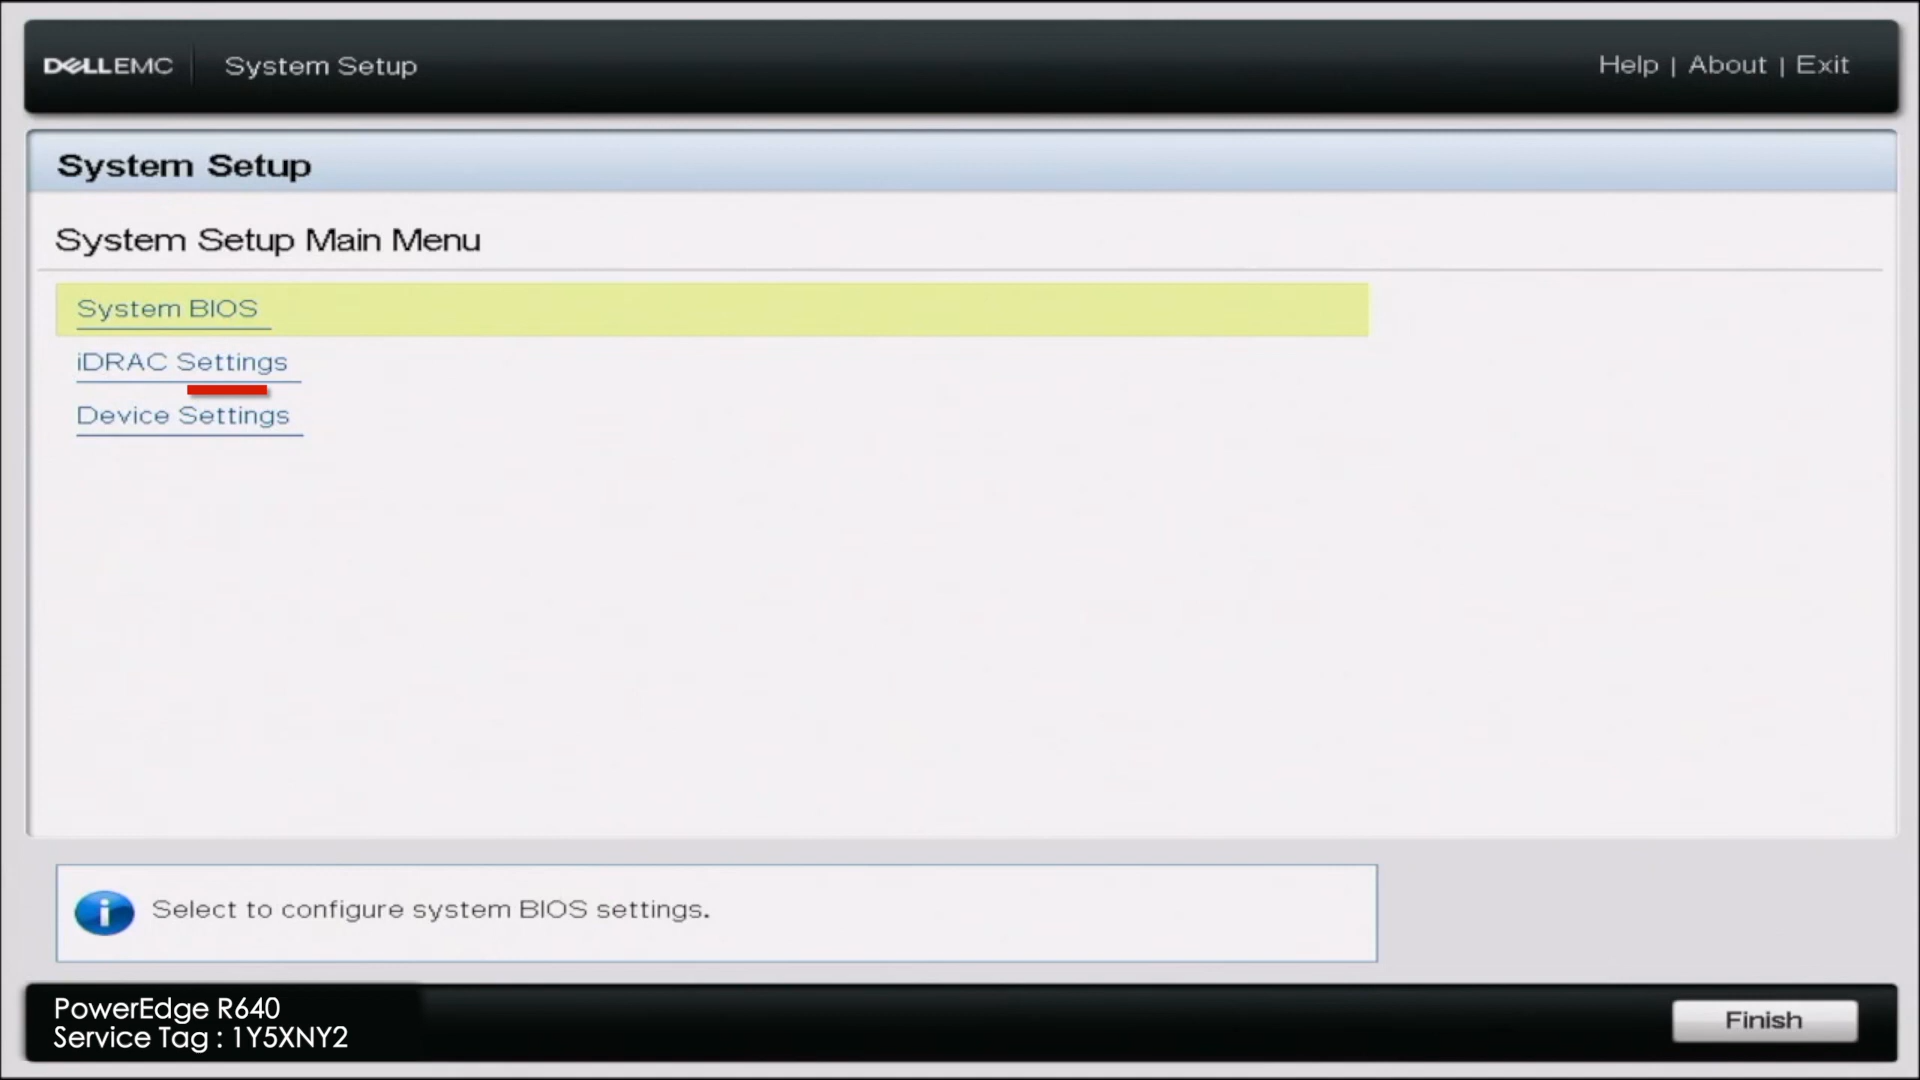 DELLEMC System Setup Help | About | Exit
System Setup
System Setup Main Menu
System BIOS
iDRAC Settings
Device Settings
Select to configure system BIOS settings.
PowerEdge R640
Service Tag : 1Y5XNY2
Finish